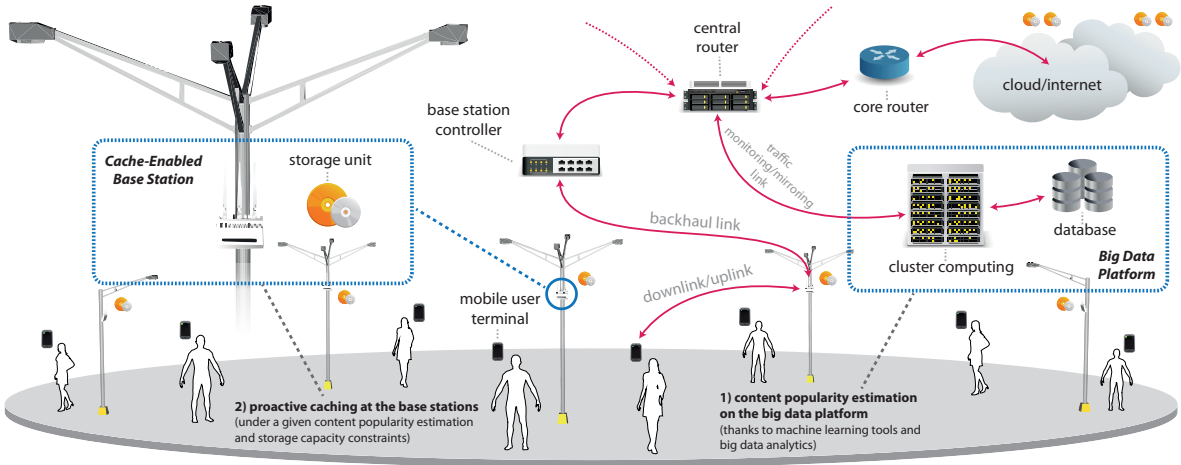 central
router
core router
cloud/internet
base station
controller
Cache-Enabled
Base Station
storage unit
traffic
monitoring/mirroring
link
backhaul link
database
cluster computing
Big Data
Platform
downlink/uplink
mobile user
terminal
2) proactive caching at the base stations
(under a given content popularity estimation
and storage capacity constraints)
1) content popularity estimation
on the big data platform
(thanks to machine learning tools and
big data analytics)